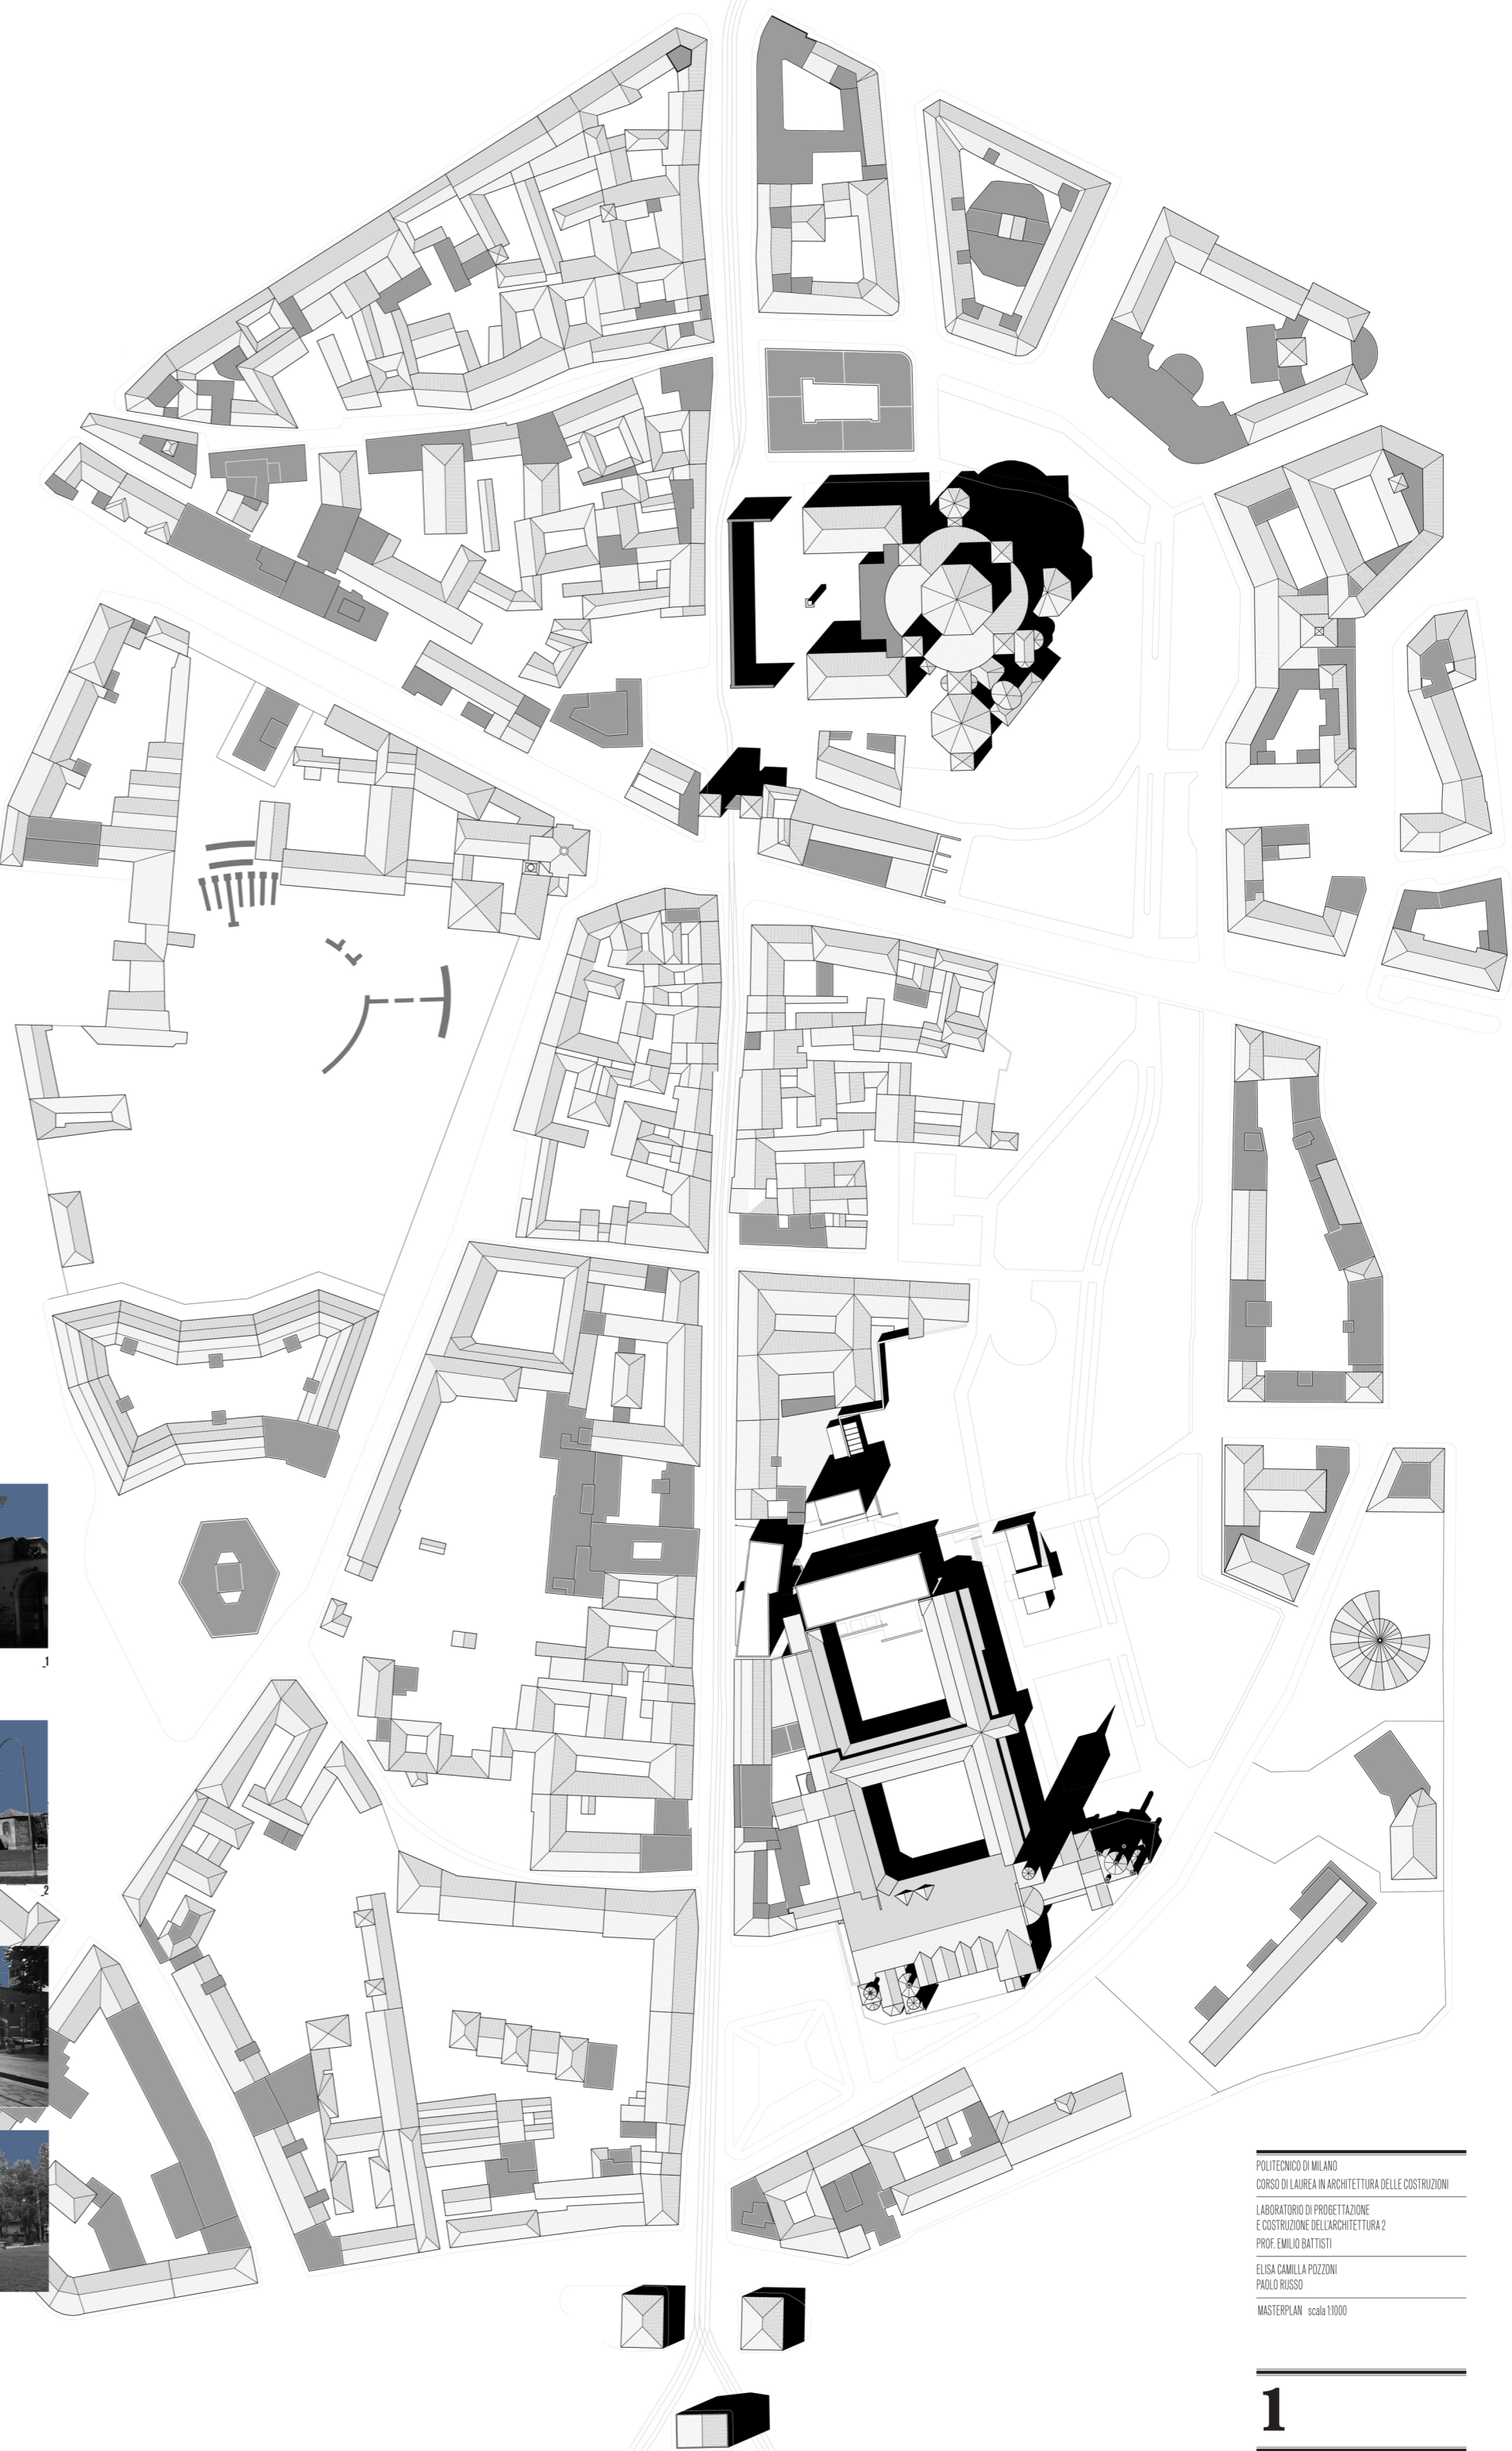 _1
_2
POLITECNICO DI MILANO
CORSO DI LAUREA IN ARCHITETTURA DELLE COSTRUZIONI
LABORATORIO DI PROGETTAZIONE
E COSTRUZIONE DELL'ARCHITETTURA 2
PROF. EMILIO BATTISTI
ELISA CAMILLA POZZONI
PAOLO RUSSO
MASTERPLAN scala 1:1000
1